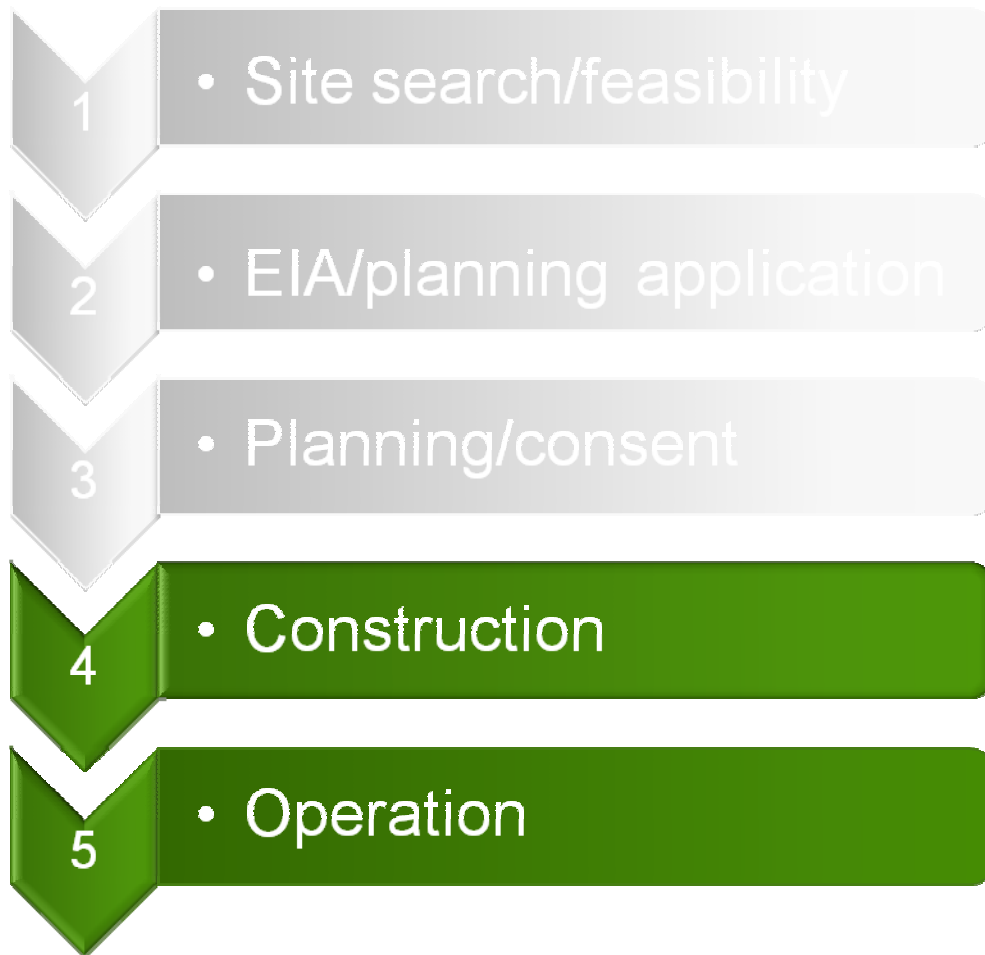 1
• Site search/feasibility
2
• EIA/planning application
3
• Planning/consent
4
• Construction
5
• Operation